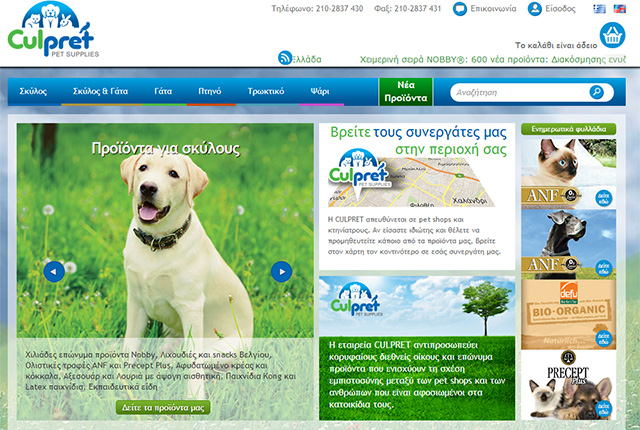 Τηλέφωνο: 210-2837 430 Φαξ: 210-2837 431 Επικοινωνία Είσοδος
Culpret
PET SUPPLIES
Το καλάθι είναι άδειο
Ελλάδα Χειμερινή σειρά NOBBY®: 600 νέα προϊόντα: Διακόσμησης ενυδ
Σκύλος Σκύλος & Γάτα Γάτα Πτηνό Τρωκτικό Ψάρι Νέα
Προϊόντα
Αναζήτηση
Προϊόντα για σκύλους
Χιλιάδες επώνυμα προϊόντα Nobby, Λιχουδιές και snacks Βελγίου,
Ολιστικές τροφές ANF και Precept Plus, Αφυδατωμένο κρέας και
κόκκαλα, Αξεσουάρ και Λουριά με άψογη αισθητική, Παιχνίδια Kong και
Latex παιχνίδια, Εκπαιδευτικά είδη
Δείτε τα προϊόντα μας
Βρείτε τους συνεργάτες μας
στην περιοχή σας
Culpret
PET SUPPLIES
Χαλάνδρι
Η CULPRET απευθύνεται σε pet shops και
κτηνίατρους. Αν είσαστε ιδιώτης και θέλετε να
προμηθευτείτε κάποιο από τα προϊόντα μας, βρείτε
στον χάρτη τον κοντινότερο σε εσάς συνεργάτη μας.
Culpret
PET SUPPLIES
Η εταιρεία CULPRET αντιπροσωπεύει
κορυφαίους διεθνείς οίκους και επώνυμα
προϊόντα που ενισχύουν τη σχέση
εμπιστοσύνης μεταξύ των pet shops και των
ανθρώπων που είναι αφοσιωμένοι στα
κατοικίδια τους.
Ενημερωτικά φυλλάδια
ANF
Δείτε
εδώ
ANF
Δείτε
εδώ
defu
BIO-ORGANIC
Natürlich...
Δείτε
εδώ
PRECEPT
Plus
Δείτε
εδώ